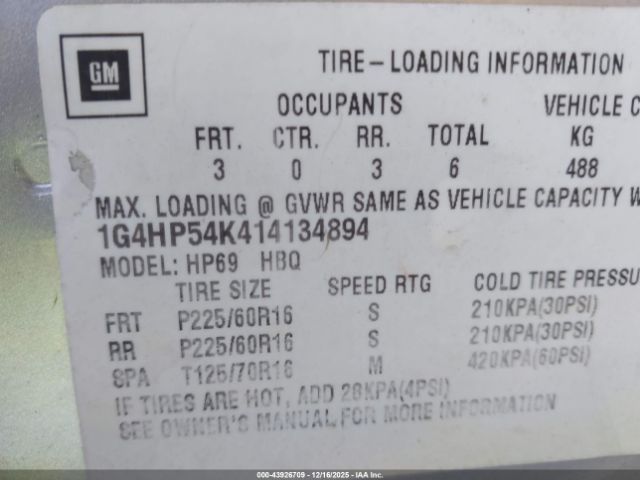 GM
TIRE-LOADING INFORMATION
OCCUPANTS VEHICLE C
FRT. CTR. RR. TOTAL KG
3 0 3 6 488
MAX. LOADING @ GVWR SAME AS VEHICLE CAPACITY W
1G4HP54K414134894
MODEL: HP69 HBQ
TIRE SIZE SPEED RTG COLD TIRE PRESSU
FRT P225/60R16 S 210KPA(30PSI)
RR P225/60R16 S 210KPA(30PSI)
SPA T125/70R16 M 420KPA(60PSI)
IF TIRES ARE HOT, ADD 28KPA(4PSI)
SEE OWNER'S MANUAL FOR MORE INFORMATION
000-43926709 - 12/16/2025 - IAAI.COM